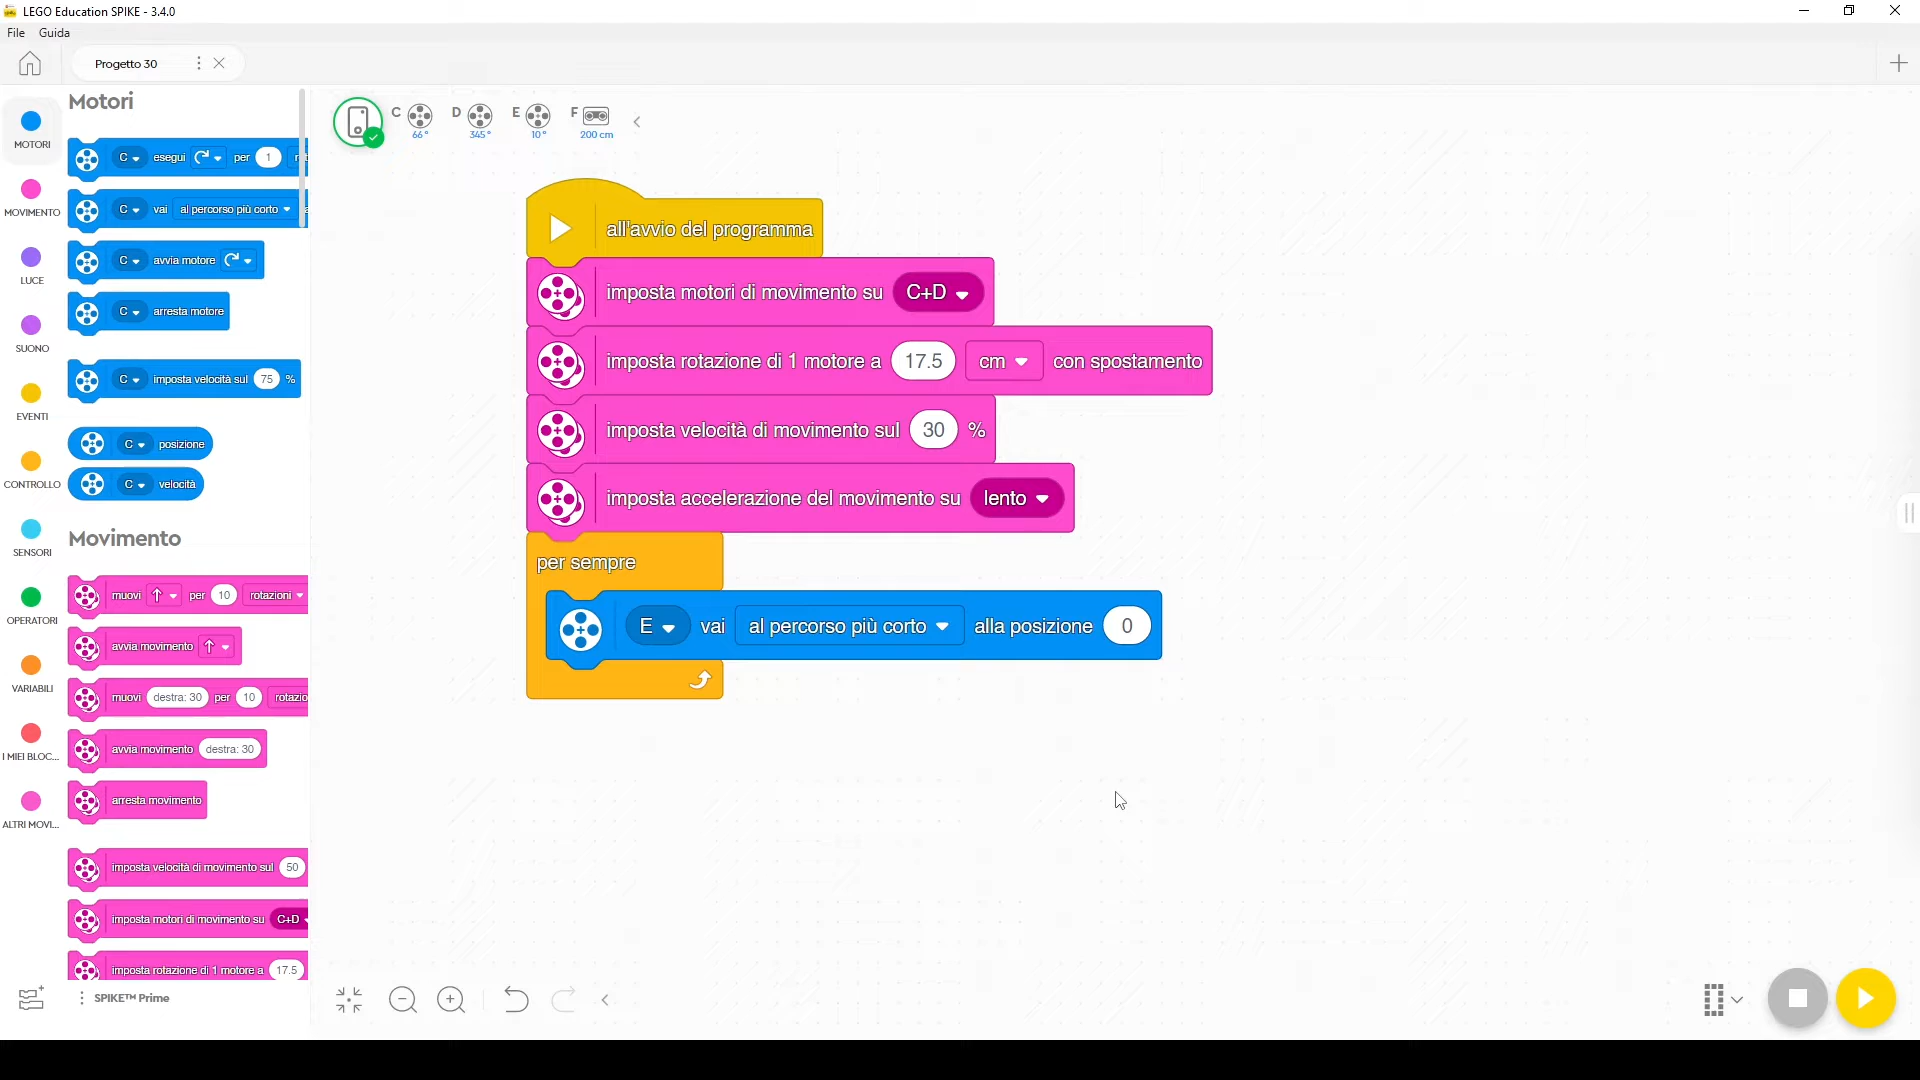 LEGO Education SPIKE - 3.4.0
File Guida
Progetto 30
MOTORI
MOVIMENTO
LUCE
SUONO
EVENTI
CONTROLLO
SENSORI
OPERATORI
VARIABILI
I MIEI BLOC...
ALTRI MOVI...
Motori
C esegui per 1
C vai al percorso più corto
C avvia motore
C arresta motore
C imposta velocità sul 75 %
C posizione
C velocità
Movimento
muovi per 10 rotazioni
avvia movimento
muovi destra: 30 per 10 rotazio
avvia movimento destra: 30
arresta movimento
imposta velocità di movimento sul 50
imposta motori di movimento su C+D
imposta rotazione di 1 motore a 17.5
SPIKE™ Prime
C 66°
D 345°
E 10°
F 200 cm
all'avvio del programma
imposta motori di movimento su C+D
imposta rotazione di 1 motore a 17.5 cm con spostamento
imposta velocità di movimento sul 30 %
imposta accelerazione del movimento su lento
per sempre
E vai al percorso più corto alla posizione 0